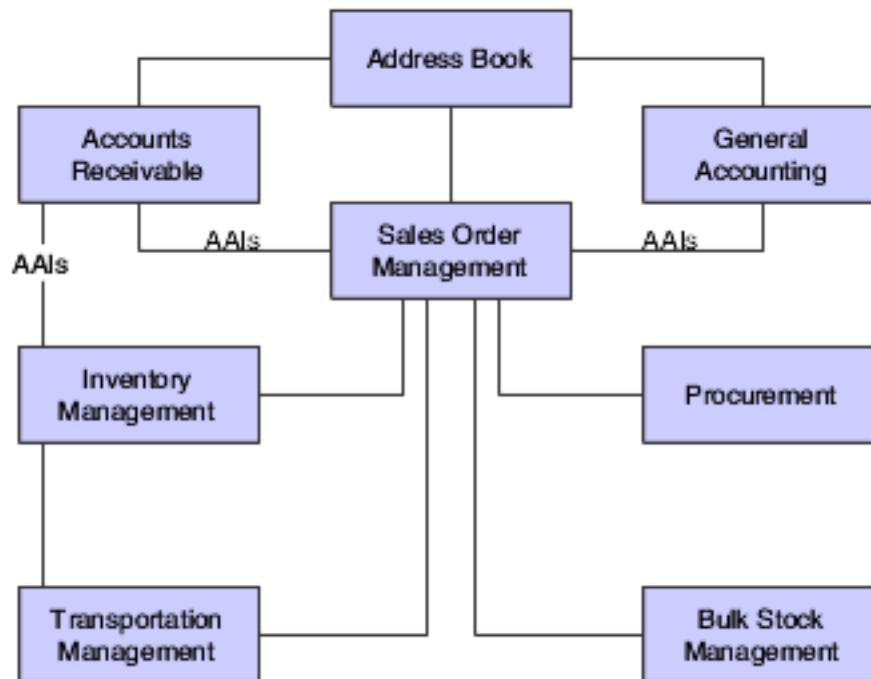 Address Book
Accounts
Receivable
General
Accounting
AAIs
Sales Order
Management
AAIs
AAIs
Inventory
Management
Procurement
Transportation
Management
Bulk Stock
Management